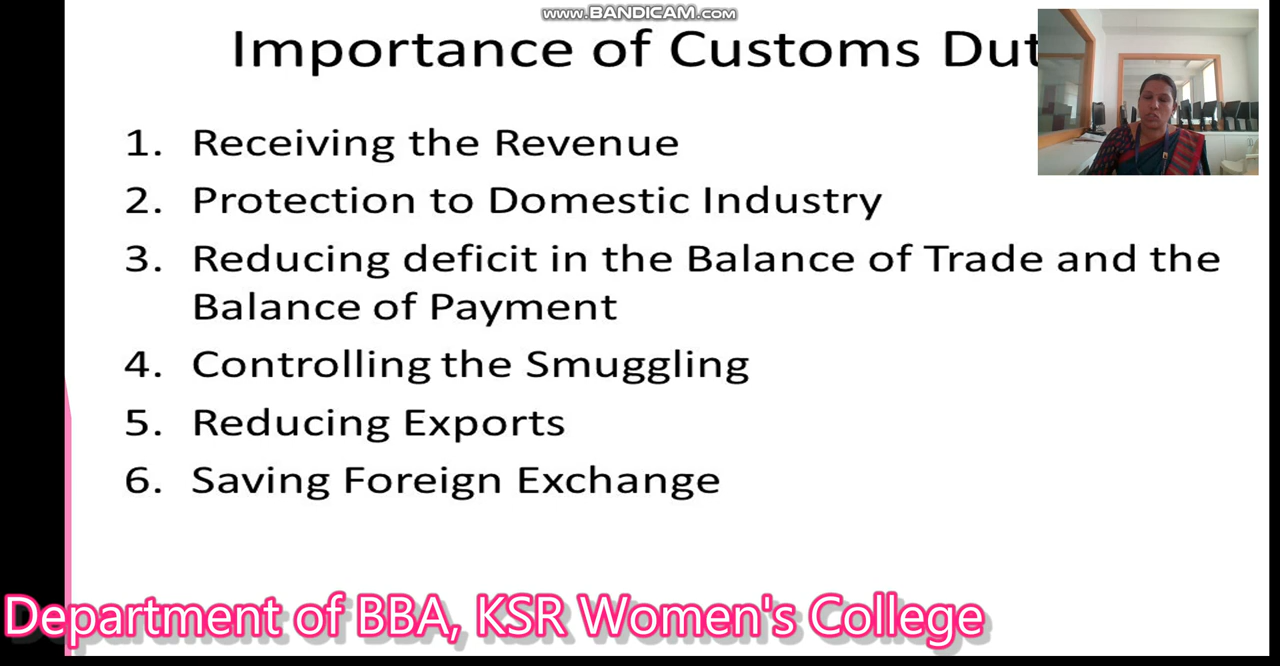 www.BANDICAM.com
Importance of Customs Dut
1. Receiving the Revenue
2. Protection to Domestic Industry
3. Reducing deficit in the Balance of Trade and the
Balance of Payment
4. Controlling the Smuggling
5. Reducing Exports
6. Saving Foreign Exchange
Department of BBA, KSR Women's College